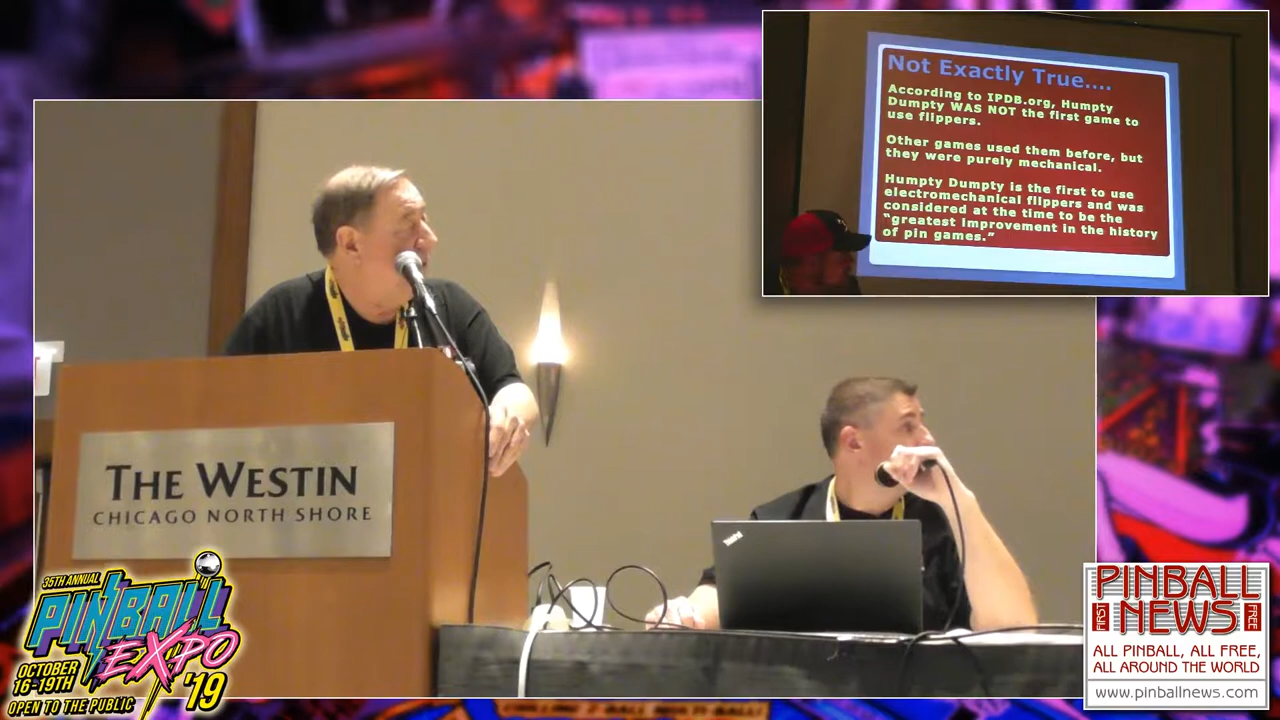 Not Exactly True....
According to IPDB.org, Humpty
Dumpty WAS NOT the first game to
use flippers.
Other games used them before, but
they were purely mechanical.
Humpty Dumpty is the first to use
electromechanical flippers and was
considered at the time to be the
"greatest improvement in the history
of pin games."
THE WESTIN
CHICAGO NORTH SHORE
ThinkPad
35TH ANNUAL
PINBALL
EXPO
OCTOBER
16-19TH
'19
OPEN TO THE PUBLIC
PINBALL
FIRST NEWS FREE
ALL PINBALL, ALL FREE,
ALL AROUND THE WORLD
www.pinballnews.com